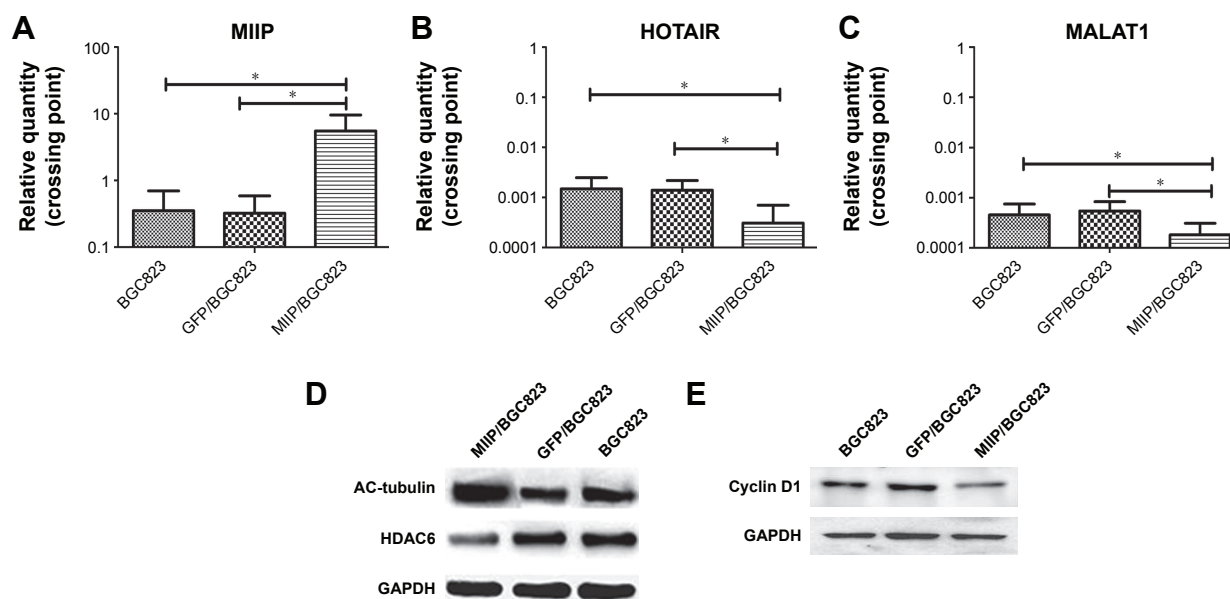 A
MIIP
Relative quantity
(crossing point)
100
10
1
0.1
*
*
BGC823
GFP/BGC823
MIIP/BGC823
B
HOTAIR
Relative quantity
(crossing point)
1
0.1
0.01
0.001
0.0001
*
*
BGC823
GFP/BGC823
MIIP/BGC823
C
MALAT1
Relative quantity
(crossing point)
1
0.1
0.01
0.001
0.0001
*
*
BGC823
GFP/BGC823
MIIP/BGC823
D
MIIP/BGC823
GFP/BGC823
BGC823
AC-tubulin
HDAC6
GAPDH
E
BGC823
GFP/BGC823
MIIP/BGC823
Cyclin D1
GAPDH